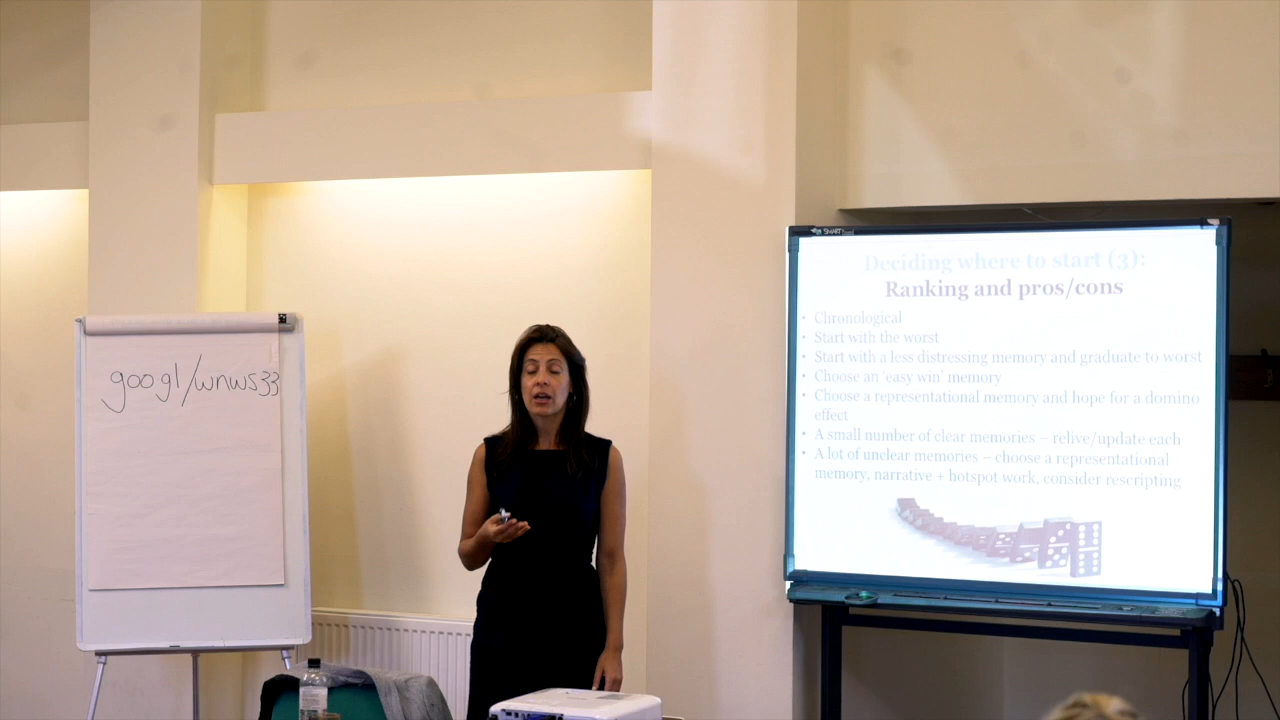 goo gl/wnws33
SMART
Deciding where to start (3):
Ranking and pros/cons
• Chronological
• Start with the worst
• Start with a less distressing memory and graduate to worst
• Choose an 'easy win' memory
• Choose a representational memory and hope for a domino
effect
• A small number of clear memories – relive/update each
• A lot of unclear memories – choose a representational
memory, narrative + hotspot work, consider rescripting